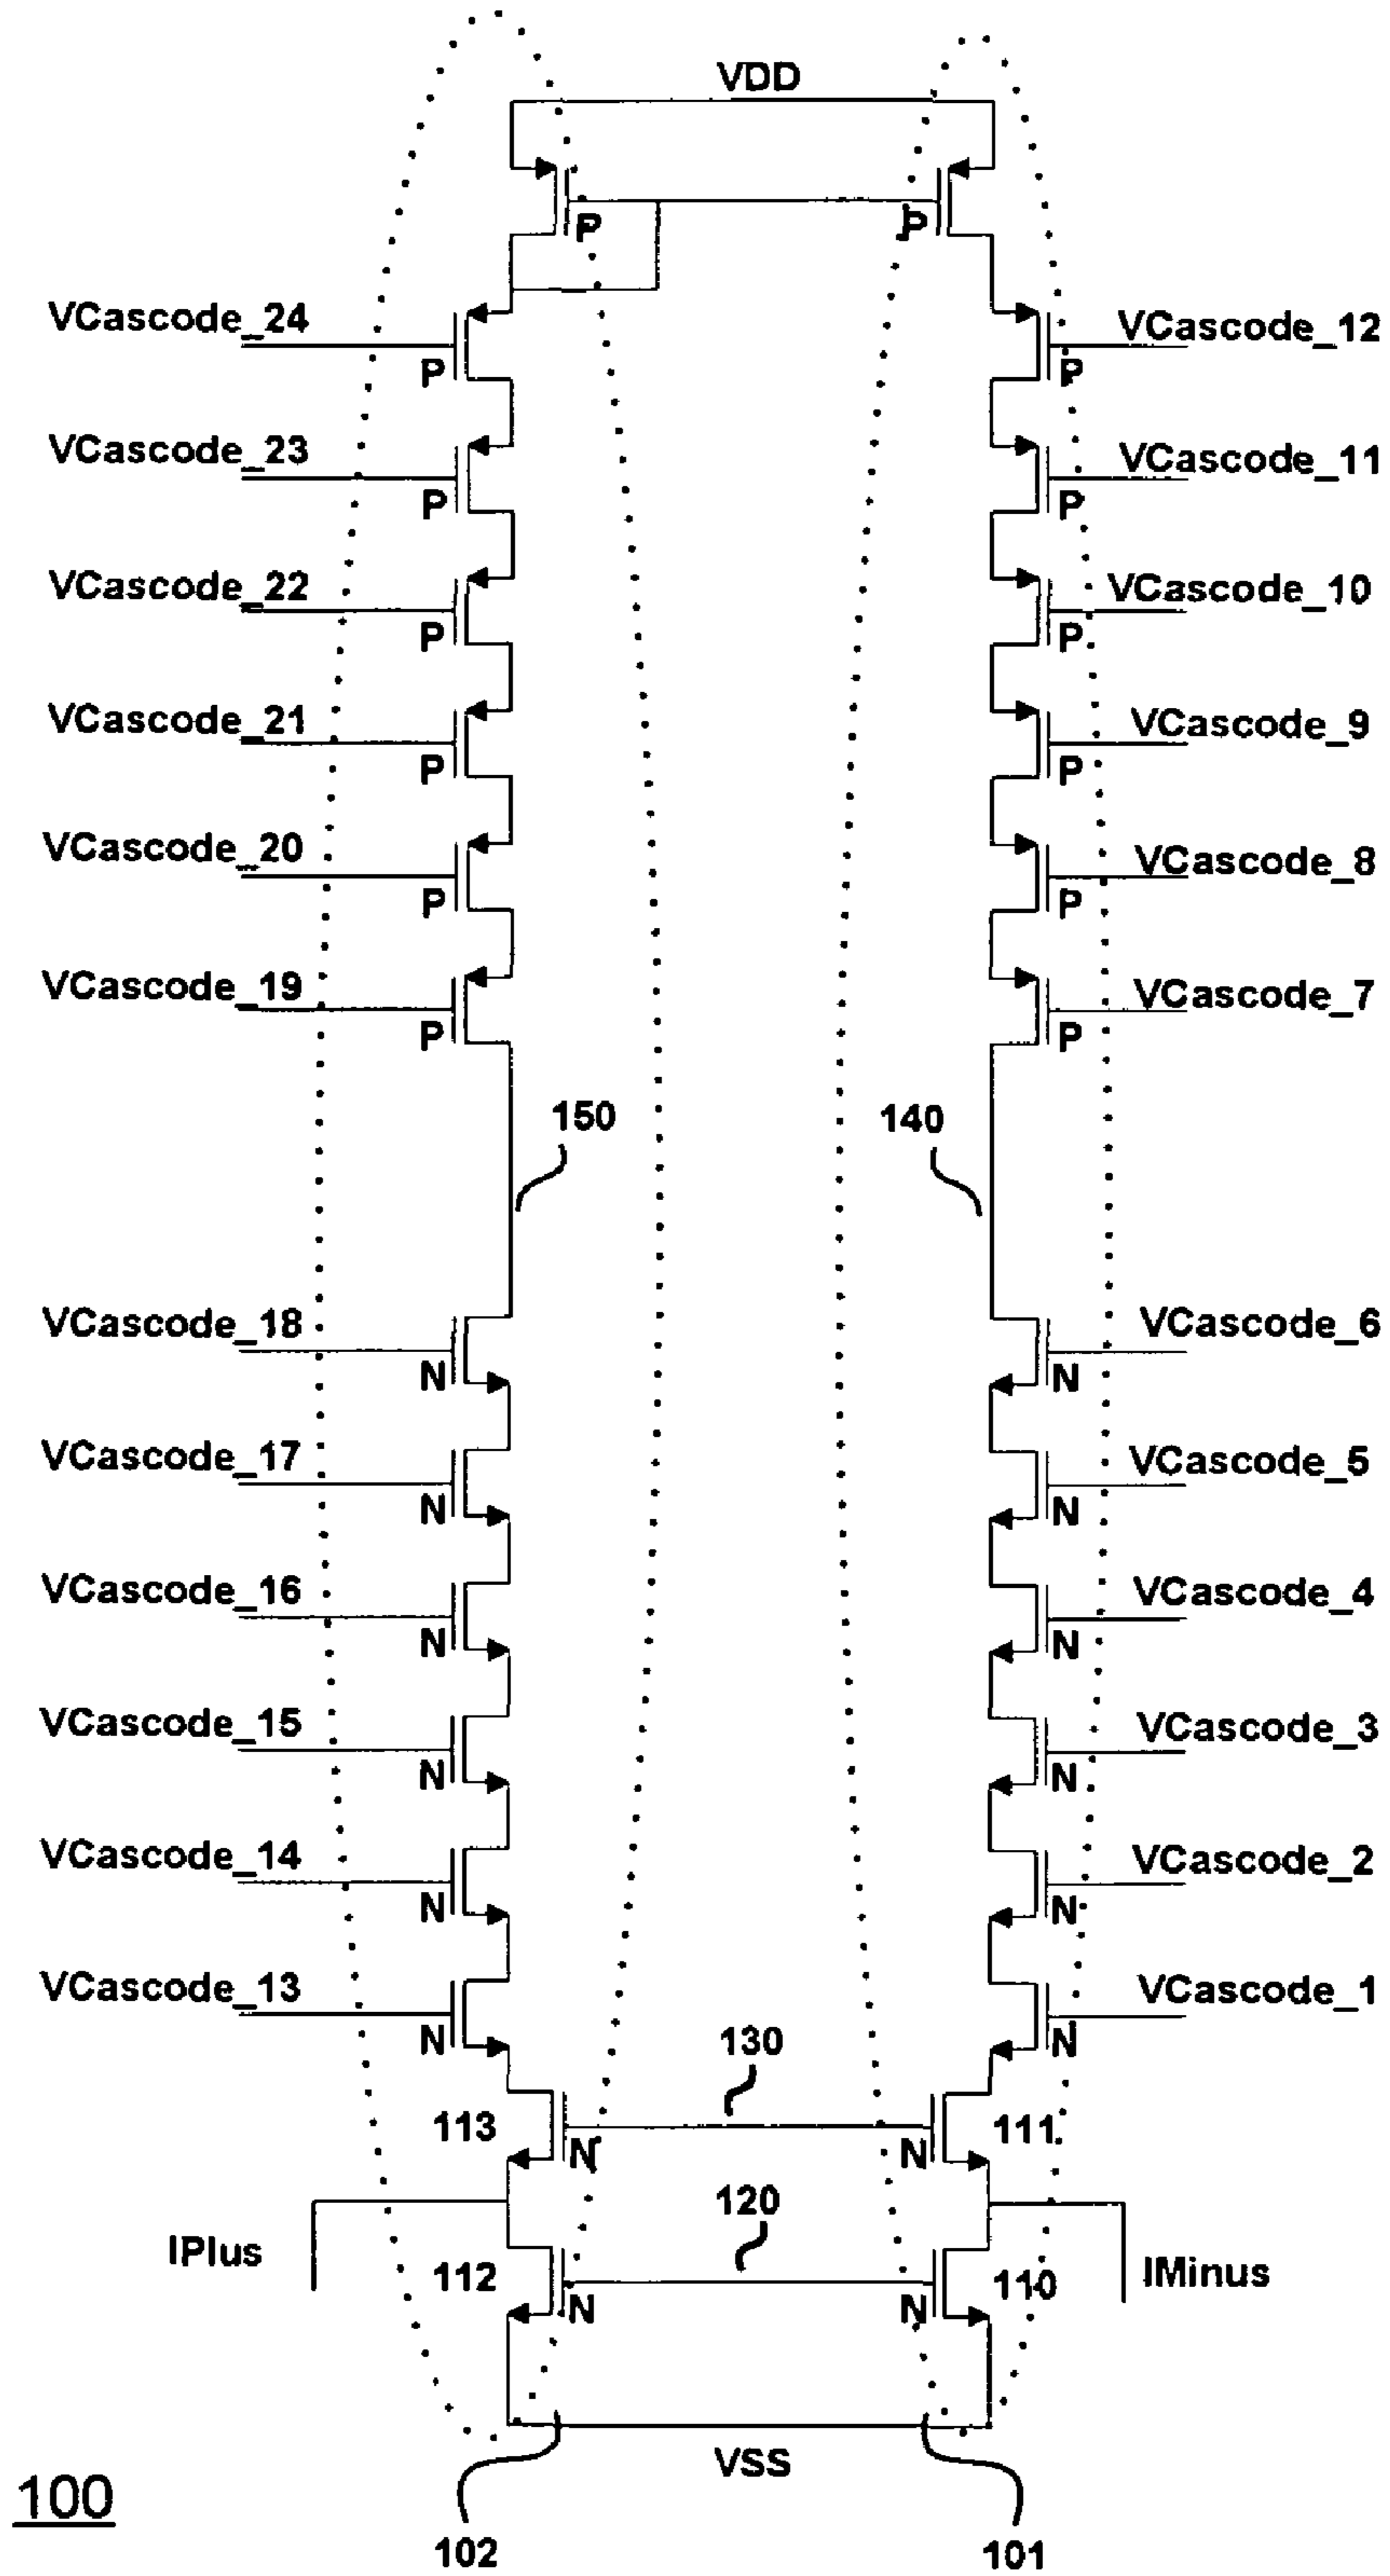 VDD
P P
VCascode_24 P P VCascode_12
VCascode_23 P P VCascode_11
VCascode_22 P P VCascode_10
VCascode_21 P P VCascode_9
VCascode_20 P P VCascode_8
VCascode_19 P P VCascode_7
150 140
VCascode_18 N N VCascode_6
VCascode_17 N N VCascode_5
VCascode_16 N N VCascode_4
VCascode_15 N N VCascode_3
VCascode_14 N N VCascode_2
VCascode_13 N N VCascode_1
130
113 N N 111
120
IPlus 112 N N 110 IMinus
VSS
100
102 101